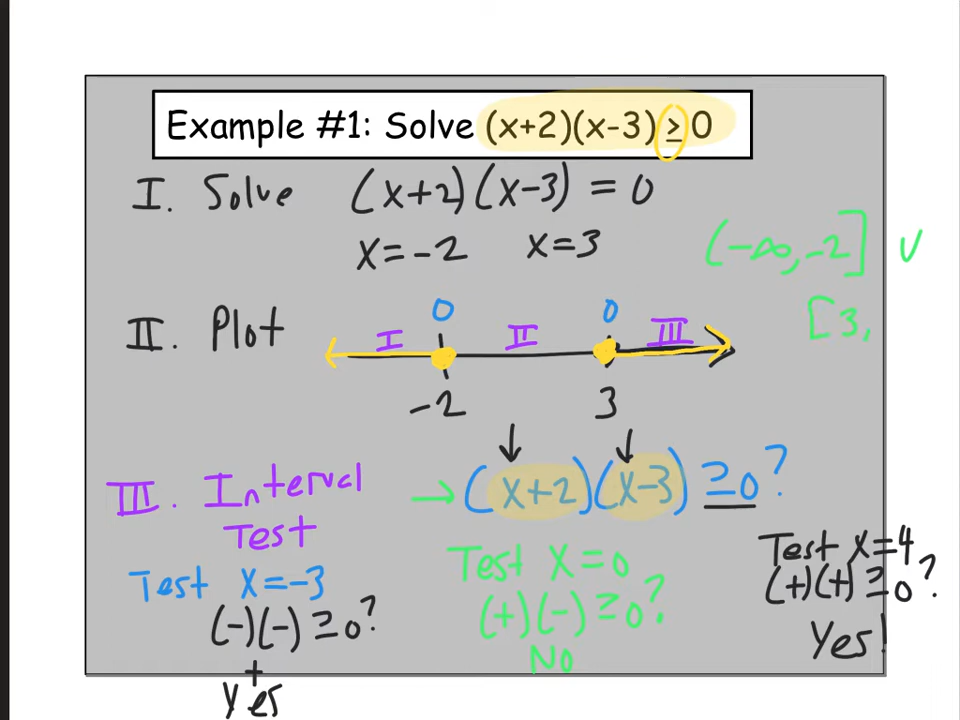 Example #1: Solve (x+2)(x-3) ≥ 0
I. Solve (x+2)(x-3) = 0
x=-2 x=3
(-∞,-2] ∪
[3,
II. Plot
0 0
I II III
-2 3
III. Interval
Test
→(x+2)(x-3) ≥0?
Test x=-3
(-)(-) ≥0?
+
Yes
Test x=0
(+)(-) ≥0?
No
Test x=4
(+)(+) ≥0?
Yes!